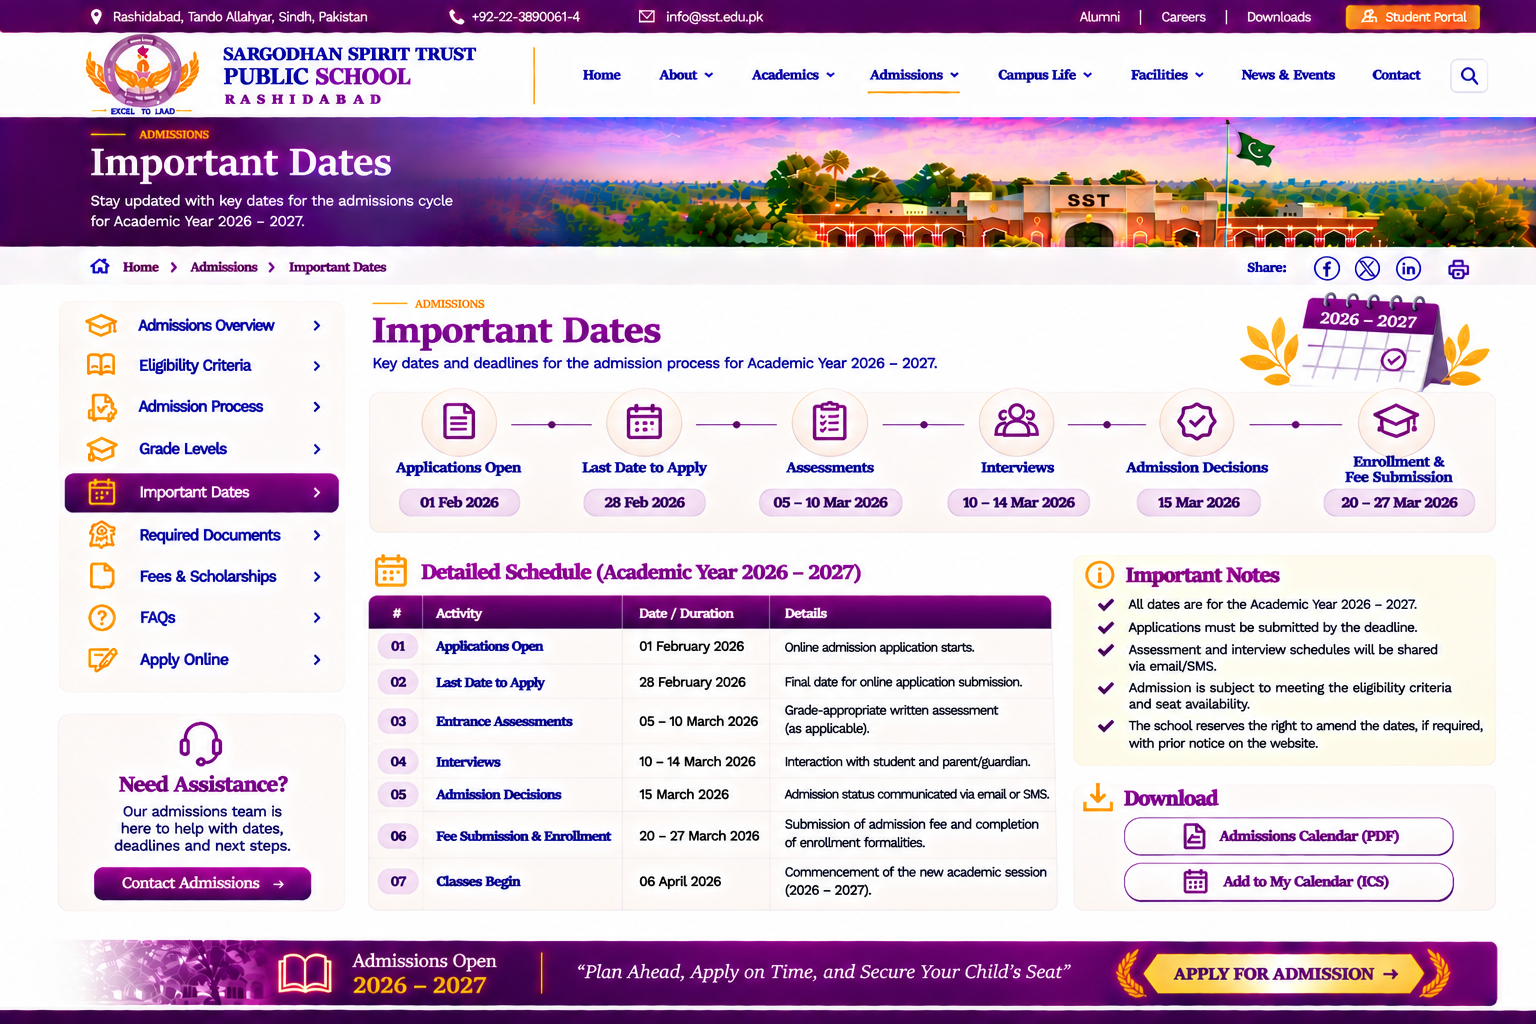 Rashidabad, Tando Allahyar, Sindh, Pakistan
+92-22-3890061-4
info@sst.edu.pk
Alumni | Careers | Downloads
Student Portal
EXCEL TO LEAD
SARGODHAN SPIRIT TRUST
PUBLIC SCHOOL
RASHIDABAD
Home
About
Academics
Admissions
Campus Life
Facilities
News & Events
Contact
ADMISSIONS
Important Dates
Stay updated with key dates for the admissions cycle
for Academic Year 2026 – 2027.
SST
Home > Admissions > Important Dates
Share:
Admissions Overview
Eligibility Criteria
Admission Process
Grade Levels
Important Dates
Required Documents
Fees & Scholarships
FAQs
Apply Online
Need Assistance?
Our admissions team is
here to help with dates,
deadlines and next steps.
Contact Admissions →
ADMISSIONS
Important Dates
Key dates and deadlines for the admission process for Academic Year 2026 – 2027.
2026 – 2027
Applications Open
01 Feb 2026
Last Date to Apply
28 Feb 2026
Assessments
05 – 10 Mar 2026
Interviews
10 – 14 Mar 2026
Admission Decisions
15 Mar 2026
Enrollment &
Fee Submission
20 – 27 Mar 2026
Detailed Schedule (Academic Year 2026 – 2027)
# Activity Date / Duration Details
01 Applications Open 01 February 2026 Online admission application starts.
02 Last Date to Apply 28 February 2026 Final date for online application submission.
03 Entrance Assessments 05 – 10 March 2026 Grade-appropriate written assessment
(as applicable).
04 Interviews 10 – 14 March 2026 Interaction with student and parent/guardian.
05 Admission Decisions 15 March 2026 Admission status communicated via email or SMS.
06 Fee Submission & Enrollment 20 – 27 March 2026 Submission of admission fee and completion
of enrollment formalities.
07 Classes Begin 06 April 2026 Commencement of the new academic session
(2026 – 2027).
Important Notes
All dates are for the Academic Year 2026 – 2027.
Applications must be submitted by the deadline.
Assessment and interview schedules will be shared
via email/SMS.
Admission is subject to meeting the eligibility criteria
and seat availability.
The school reserves the right to amend the dates, if required,
with prior notice on the website.
Download
Admissions Calendar (PDF)
Add to My Calendar (ICS)
Admissions Open
2026 – 2027
“Plan Ahead, Apply on Time, and Secure Your Child’s Seat”
APPLY FOR ADMISSION →